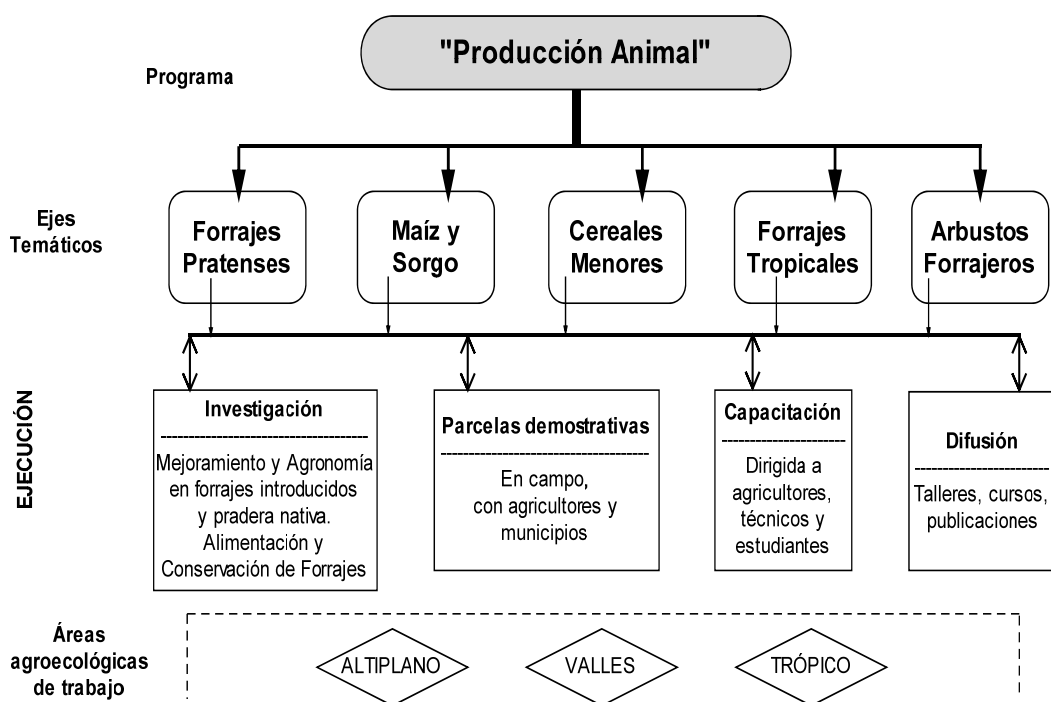 "Producción Animal"
Programa
Ejes
Temáticos
Forrajes
Pratenses
Maíz y
Sorgo
Cereales
Menores
Forrajes
Tropicales
Arbustos
Forrajeros
EJECUCIÓN
Investigación
Mejoramiento y Agronomía
en forrajes introducidos
y pradera nativa.
Alimentación y
Conservación de Forrajes
Parcelas demostrativas
En campo,
con agricultores y
municipios
Capacitación
Dirigida a
agricultores,
técnicos y
estudiantes
Difusión
Talleres, cursos,
publicaciones
Áreas
agroecológicas
de trabajo
ALTIPLANO
VALLES
TRÓPICO